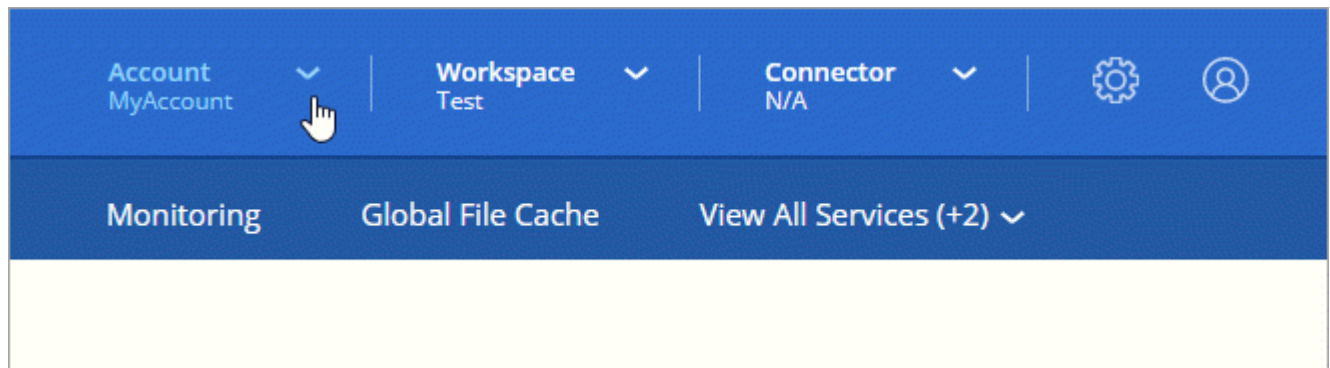 Account
MyAccount
Workspace
Test
Connector
N/A
Monitoring
Global File Cache
View All Services (+2)